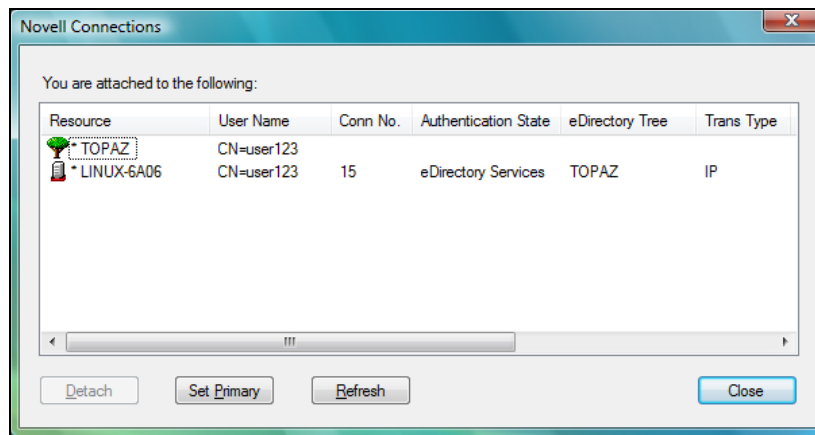 Novell Connections
You are attached to the following:
Resource User Name Conn No. Authentication State eDirectory Tree Trans Type
* TOPAZ CN=user123
* LINUX-6A06 CN=user123 15 eDirectory Services TOPAZ IP
Detach Set Primary Refresh Close